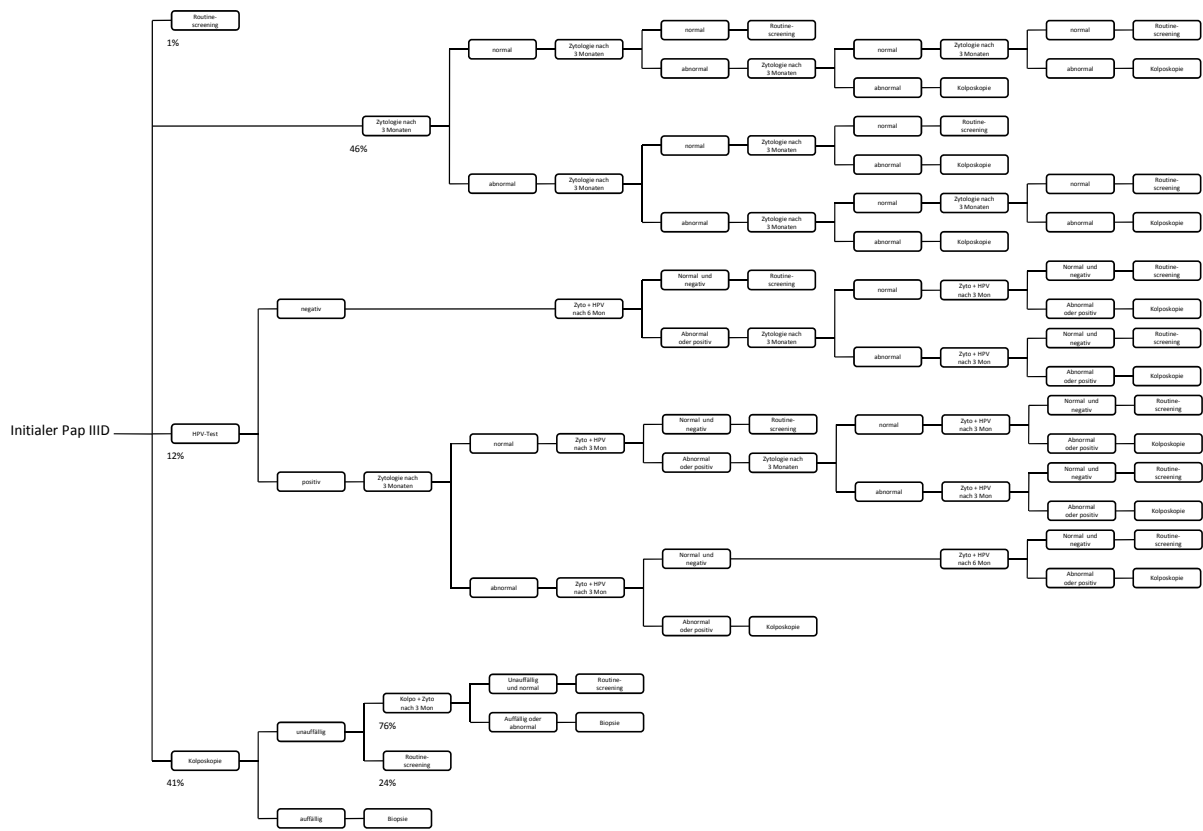 Routine-
screening
1%
normal
Zytologie nach
3 Monaten
normal
Routine-
screening
abnormal
Zytologie nach
3 Monaten
normal
Zytologie nach
3 Monaten
normal
Routine-
screening
abnormal
Kolposkopie
abnormal
Kolposkopie
Zytologie nach
3 Monaten
46%
abnormal
Zytologie nach
3 Monaten
normal
Zytologie nach
3 Monaten
normal
Routine-
screening
abnormal
Kolposkopie
abnormal
Zytologie nach
3 Monaten
normal
Zytologie nach
3 Monaten
normal
Routine-
screening
abnormal
Kolposkopie
abnormal
Kolposkopie
Initialer Pap IIID
HPV-Test
12%
negativ
Zyto + HPV
nach 6 Mon
Normal und
negativ
Routine-
screening
Abnormal
oder positiv
Zytologie nach
3 Monaten
normal
Zyto + HPV
nach 3 Mon
Normal und
negativ
Routine-
screening
Abnormal
oder positiv
Kolposkopie
abnormal
Zyto + HPV
nach 3 Mon
Normal und
negativ
Routine-
screening
Abnormal
oder positiv
Kolposkopie
positiv
Zytologie nach
3 Monaten
normal
Zyto + HPV
nach 3 Mon
Normal und
negativ
Routine-
screening
Abnormal
oder positiv
Zytologie nach
3 Monaten
normal
Zyto + HPV
nach 3 Mon
Normal und
negativ
Routine-
screening
Abnormal
oder positiv
Kolposkopie
abnormal
Zyto + HPV
nach 3 Mon
Normal und
negativ
Routine-
screening
Abnormal
oder positiv
Kolposkopie
abnormal
Zyto + HPV
nach 3 Mon
Normal und
negativ
Zyto + HPV
nach 6 Mon
Normal und
negativ
Routine-
screening
Abnormal
oder positiv
Kolposkopie
Abnormal
oder positiv
Kolposkopie
Kolposkopie
41%
unauffällig
Kolpo + Zyto
nach 3 Mon
76%
Unauffällig
und normal
Routine-
screening
Auffällig oder
abnormal
Biopsie
Routine-
screening
24%
auffällig
Biopsie